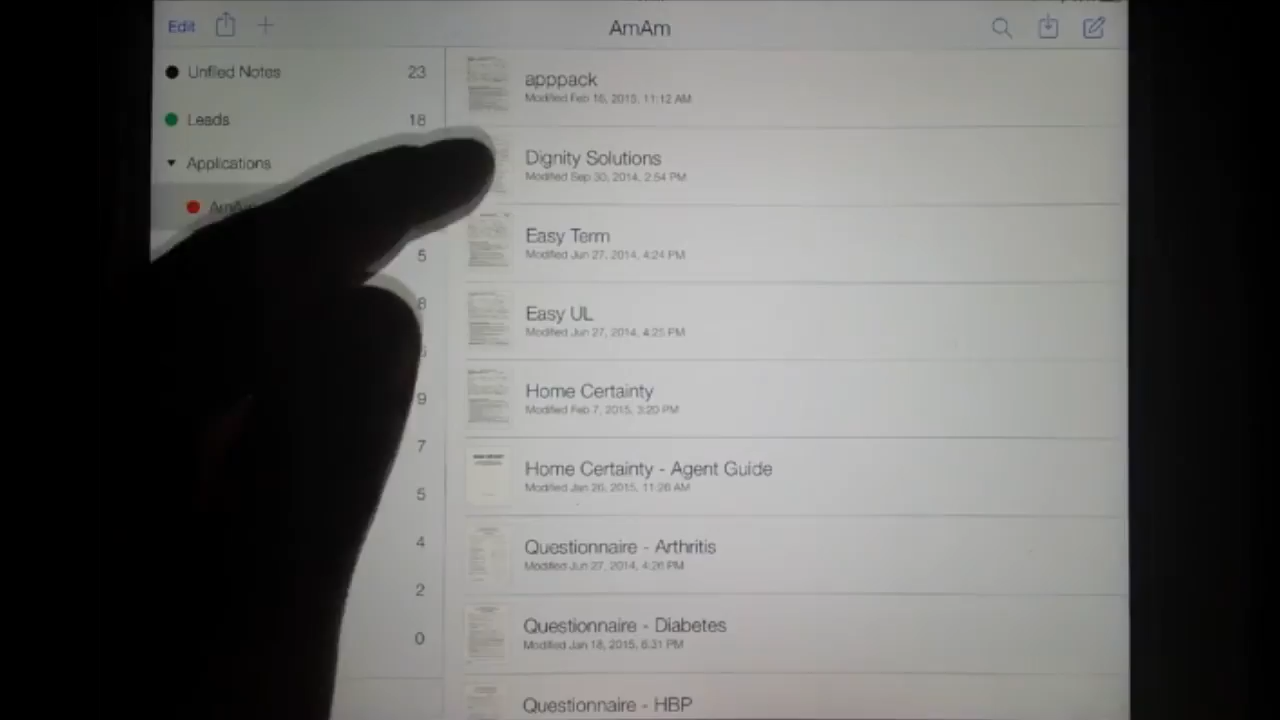 Edit
AmAm
Unfiled Notes 23
Leads 18
Applications
5
8
9
7
5
4
2
0
apppack
Modified Feb 16, 2015, 11:12 AM
Dignity Solutions
Modified Sep 30, 2014, 2:54 PM
Easy Term
Modified Jun 27, 2014, 4:24 PM
Easy UL
Modified Jun 27, 2014, 4:25 PM
Home Certainty
Modified Feb 7, 2015, 3:20 PM
Home Certainty - Agent Guide
Modified Jan 26, 2015, 11:26 AM
Questionnaire - Arthritis
Modified Jun 27, 2014, 4:26 PM
Questionnaire - Diabetes
Modified Jan 18, 2015, 6:31 PM
Questionnaire - HBP